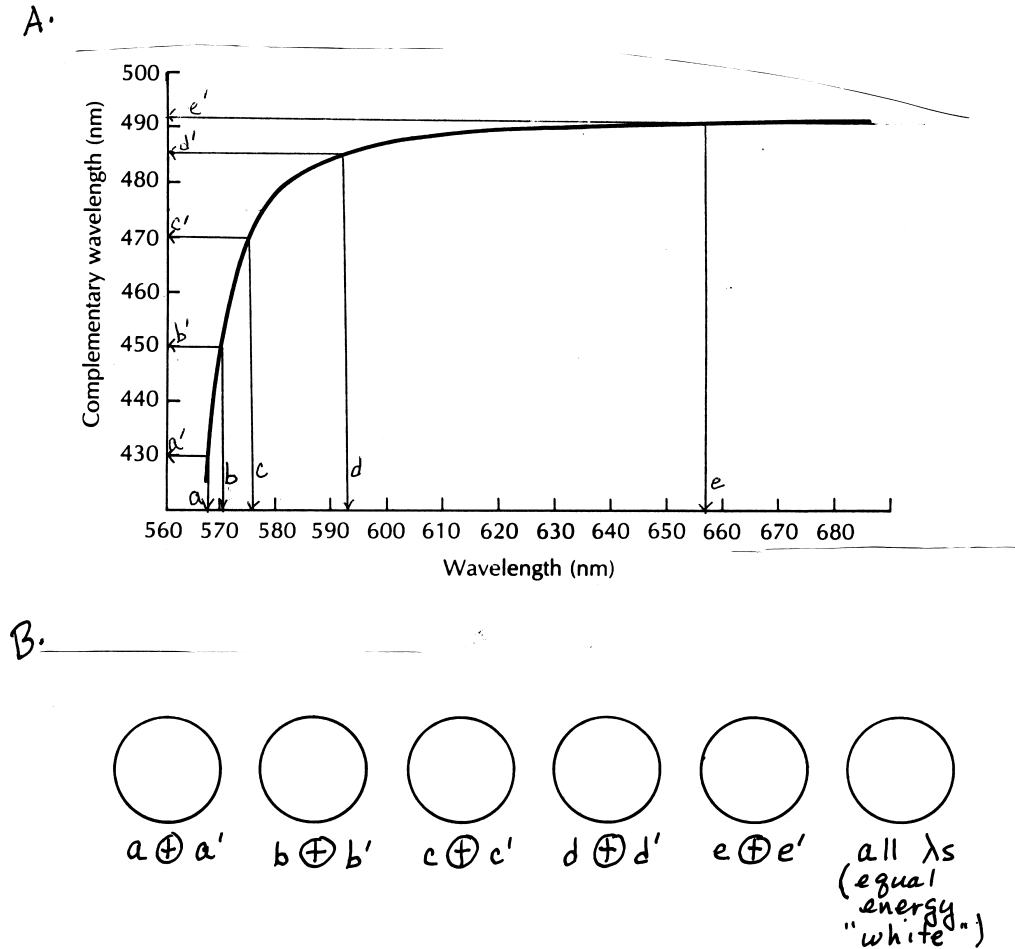 A.
500
e'
490
d'
480
c'
470
460
b'
450
440
a'
430
a b c d e
560 570 580 590 600 610 620 630 640 650 660 670 680
Complementary wavelength (nm)
Wavelength (nm)
B.
a ⊕ a' b ⊕ b' c ⊕ c' d ⊕ d' e ⊕ e' all λs
(equal
energy
"white")